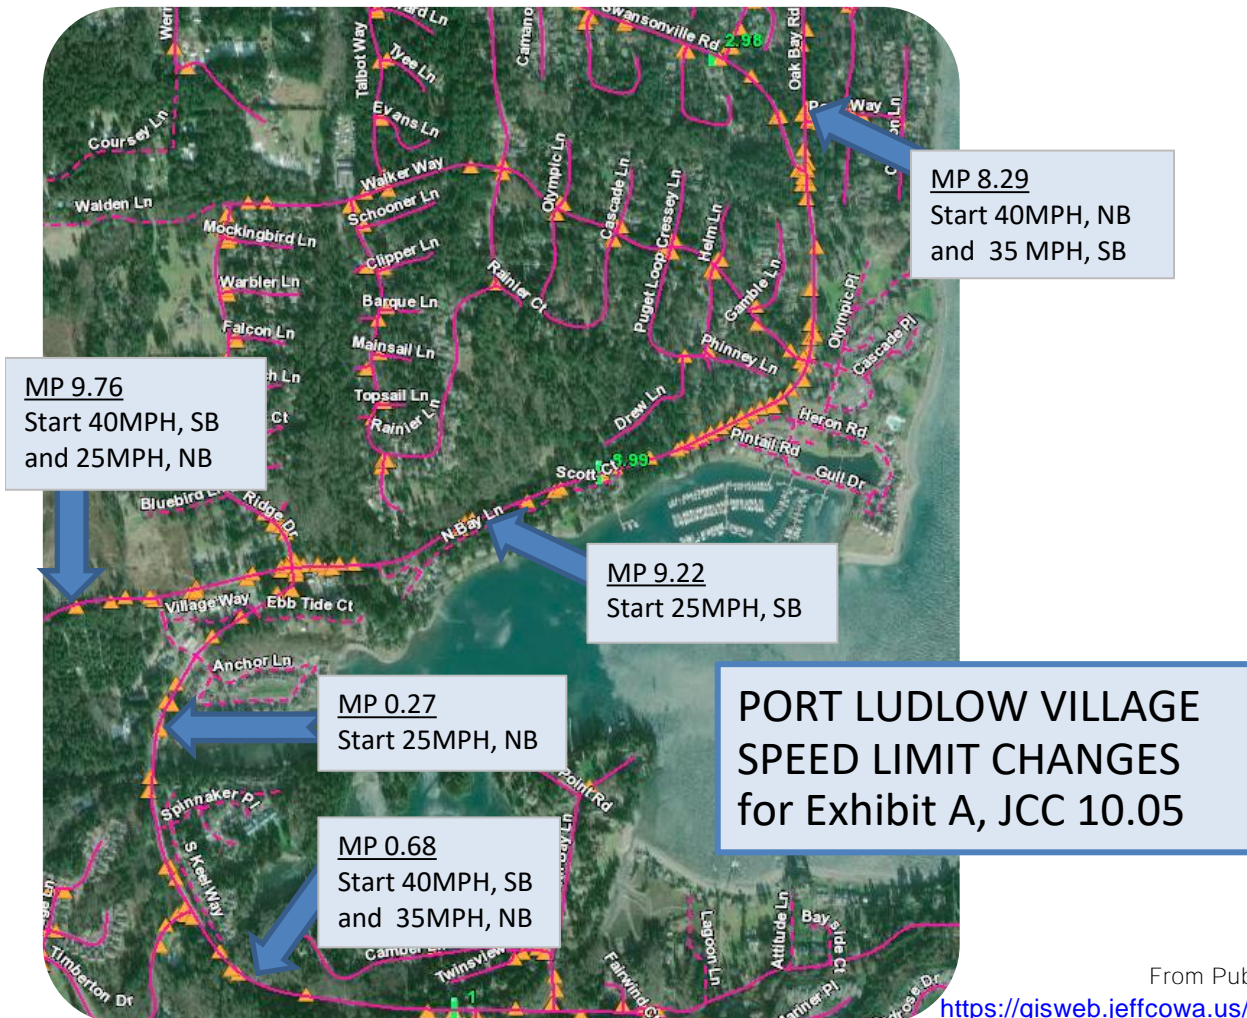 Swansonville Rd
2.98
Oak Bay Rd
Talbot Way
Tyee Ln
Evans Ln
Coursey Ln
Walker Way
Walden Ln
Schooner Ln
Mockingbird Ln
Olympic Ln
Cascade Ln
Cressey Ln
Puget Loop
Helm Ln
Gamble Ln
Clipper Ln
Warbler Ln
Rainier Ct
Barque Ln
Olympic Pl
Cascade Pl
Falcon Ln
Mainsail Ln
Phinney Ln
Topsail Ln
Rainier Ln
Drew Ln
Heron Rd
Pintail Rd
Gull Dr
Scott Ct
N Bay Ln
Ridge Dr
Village Way
Ebb Tide Ct
Anchor Ln
Spinnaker Pl
S Keel Way
Point Rd
Timberton Dr
Twinsview
Lagoon Ln
Attitude Ln
Bay side Ct
1
MP 8.29
Start 40MPH, NB
and 35 MPH, SB
MP 9.76
Start 40MPH, SB
and 25MPH, NB
MP 9.22
Start 25MPH, SB
MP 0.27
Start 25MPH, NB
MP 0.68
Start 40MPH, SB
and 35MPH, NB
PORT LUDLOW VILLAGE
SPEED LIMIT CHANGES
for Exhibit A, JCC 10.05
From Pub
https://gisweb.jeffcowa.us/